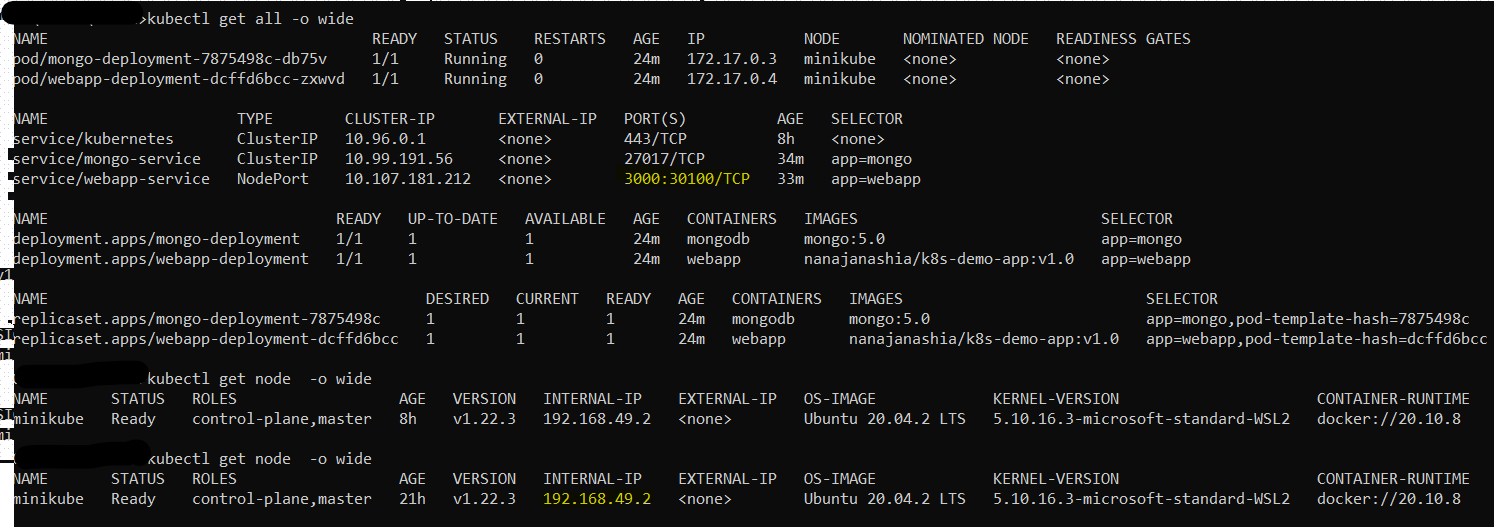 >kubectl get all -o wide
NAME READY STATUS RESTARTS AGE IP NODE NOMINATED NODE READINESS GATES
pod/mongo-deployment-7875498c-db75v 1/1 Running 0 24m 172.17.0.3 minikube <none> <none>
pod/webapp-deployment-dcffd6bcc-zxwvd 1/1 Running 0 24m 172.17.0.4 minikube <none> <none>
NAME TYPE CLUSTER-IP EXTERNAL-IP PORT(S) AGE SELECTOR
service/kubernetes ClusterIP 10.96.0.1 <none> 443/TCP 8h <none>
service/mongo-service ClusterIP 10.99.191.56 <none> 27017/TCP 34m app=mongo
service/webapp-service NodePort 10.107.181.212 <none> 3000:30100/TCP 33m app=webapp
NAME READY UP-TO-DATE AVAILABLE AGE CONTAINERS IMAGES SELECTOR
deployment.apps/mongo-deployment 1/1 1 1 24m mongodb mongo:5.0 app=mongo
deployment.apps/webapp-deployment 1/1 1 1 24m webapp nanajanashia/k8s-demo-app:v1.0 app=webapp
NAME DESIRED CURRENT READY AGE CONTAINERS IMAGES SELECTOR
replicaset.apps/mongo-deployment-7875498c 1 1 1 24m mongodb mongo:5.0 app=mongo,pod-template-hash=7875498c
replicaset.apps/webapp-deployment-dcffd6bcc 1 1 1 24m webapp nanajanashia/k8s-demo-app:v1.0 app=webapp,pod-template-hash=dcffd6bcc
kubectl get node -o wide
NAME STATUS ROLES AGE VERSION INTERNAL-IP EXTERNAL-IP OS-IMAGE KERNEL-VERSION CONTAINER-RUNTIME
minikube Ready control-plane,master 8h v1.22.3 192.168.49.2 <none> Ubuntu 20.04.2 LTS 5.10.16.3-microsoft-standard-WSL2 docker://20.10.8
kubectl get node -o wide
NAME STATUS ROLES AGE VERSION INTERNAL-IP EXTERNAL-IP OS-IMAGE KERNEL-VERSION CONTAINER-RUNTIME
minikube Ready control-plane,master 21h v1.22.3 192.168.49.2 <none> Ubuntu 20.04.2 LTS 5.10.16.3-microsoft-standard-WSL2 docker://20.10.8